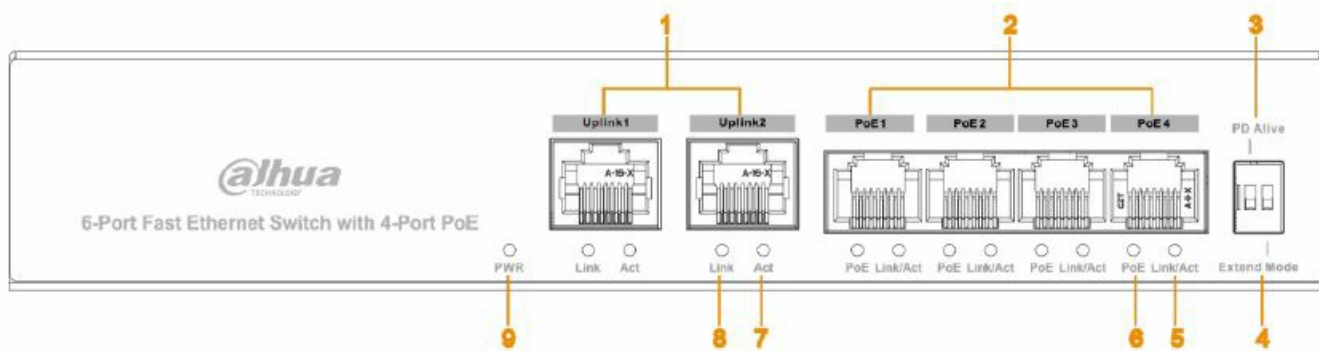 1 2 3
Uplink1 Uplink2 PoE1 PoE2 PoE3 PoE4 PD Alive
A-15-X A-15-X
alhua
TECHNOLOGY
6-Port Fast Ethernet Switch with 4-Port PoE
PWR Link Act Link Act PoE Link/Act PoE Link/Act PoE Link/Act PoE Link/Act Extend Mode
9 8 7 6 5 4